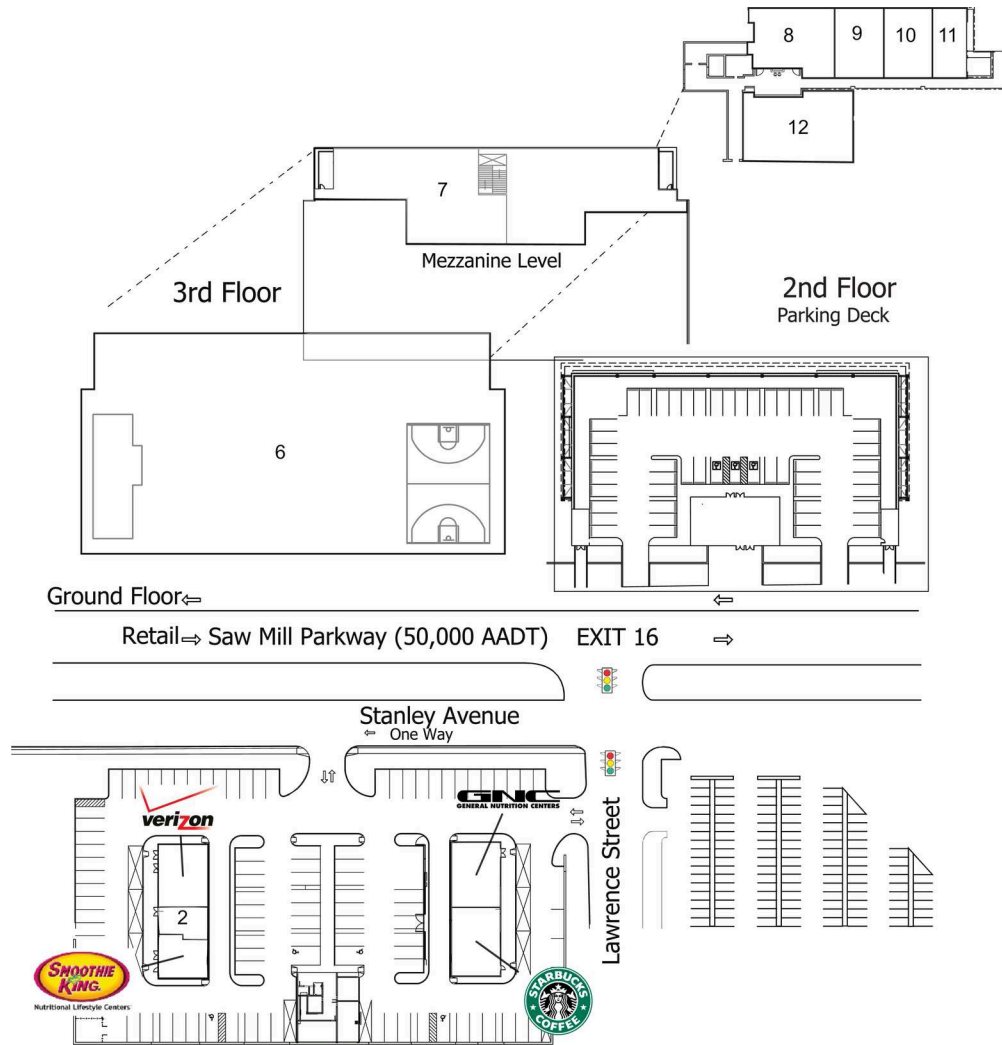 8
9
10
11
12
7
Mezzanine Level
3rd Floor
2nd Floor
Parking Deck
6
Ground Floor
Retail Saw Mill Parkway (50,000 AADT) EXIT 16
Stanley Avenue
One Way
verizon
GNC
GENERAL NUTRITION CENTERS
Lawrence Street
2
SMOOTHIE
KING.
Nutritional Lifestyle Centers
STARBUCKS
COFFEE